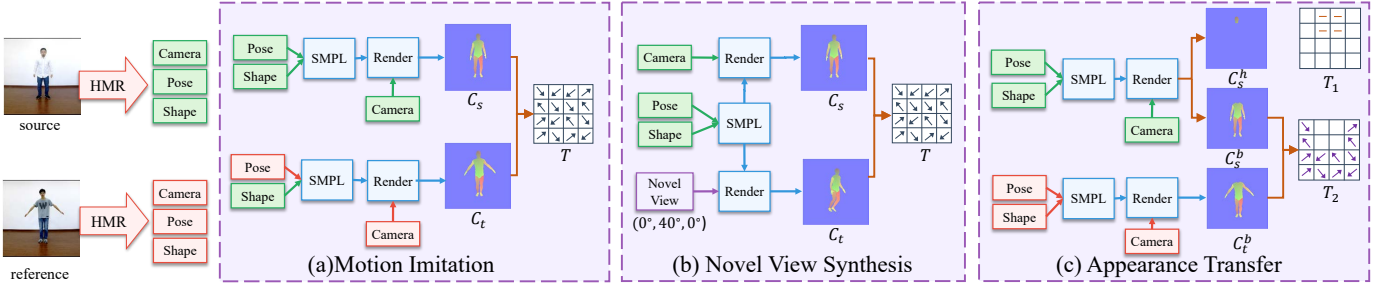 source
HMR
Camera
Pose
Shape
reference
HMR
Camera
Pose
Shape
Pose
Shape
SMPL
Render
Camera
C_s
Pose
Shape
SMPL
Render
Camera
C_t
T
(a)Motion Imitation
Camera
Render
C_s
Pose
Shape
SMPL
Novel
View
(0°, 40°, 0°)
Render
C_t
T
(b) Novel View Synthesis
Pose
Shape
SMPL
Render
Camera
C_s^h
C_s^b
T_1
Pose
Shape
SMPL
Render
Camera
C_t^b
T_2
(c) Appearance Transfer